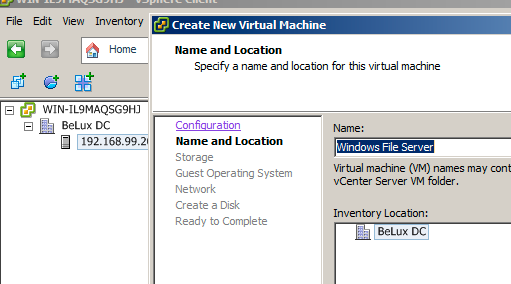 WIN-IL9MAQSG9HJ - vSphere Client
File Edit View Inventory
Home
WIN-IL9MAQSG9HJ
BeLux DC
192.168.99.20
Create New Virtual Machine
Name and Location
Specify a name and location for this virtual machine
Configuration
Name and Location
Storage
Guest Operating System
Network
Create a Disk
Ready to Complete
Name:
Windows File Server
Virtual machine (VM) names may cont
vCenter Server VM folder.
Inventory Location:
BeLux DC